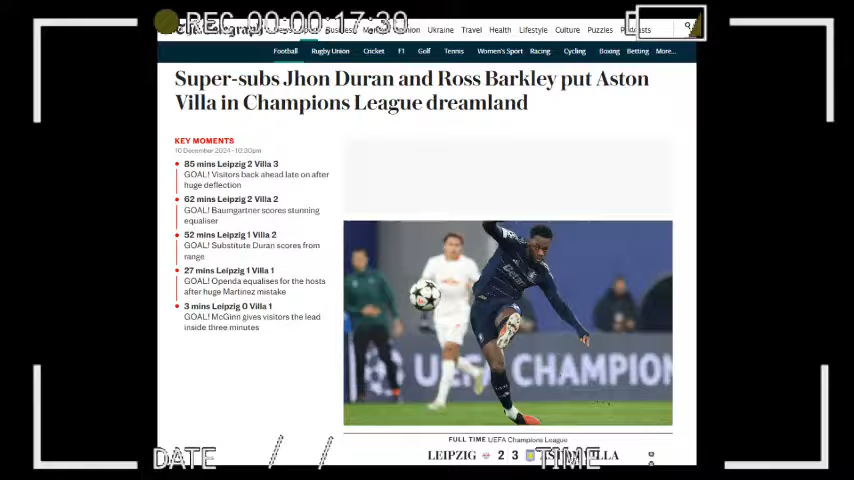 REC 00:00:17:39
Ukraine Travel Health Lifestyle Culture Puzzles Podcasts
Football Rugby Union Cricket F1 Golf Tennis Women's Sport Racing Cycling Boxing Betting More...
Super-subs Jhon Duran and Ross Barkley put Aston
Villa in Champions League dreamland
KEY MOMENTS
10 December 2024 · 10:30pm
85 mins Leipzig 2 Villa 3
GOAL! Visitors back ahead late on after
huge deflection
62 mins Leipzig 2 Villa 2
GOAL! Baumgartner scores stunning
equaliser
52 mins Leipzig 1 Villa 2
GOAL! Substitute Duran scores from
range
27 mins Leipzig 1 Villa 1
GOAL! Openda equalises for the hosts
after huge Martinez mistake
3 mins Leipzig 0 Villa 1
GOAL! McGinn gives visitors the lead
inside three minutes
UEFA CHAMPION
FULL TIME UEFA Champions League
LEIPZIG 2 3 ASTON VILLA
DATE / / TIME :